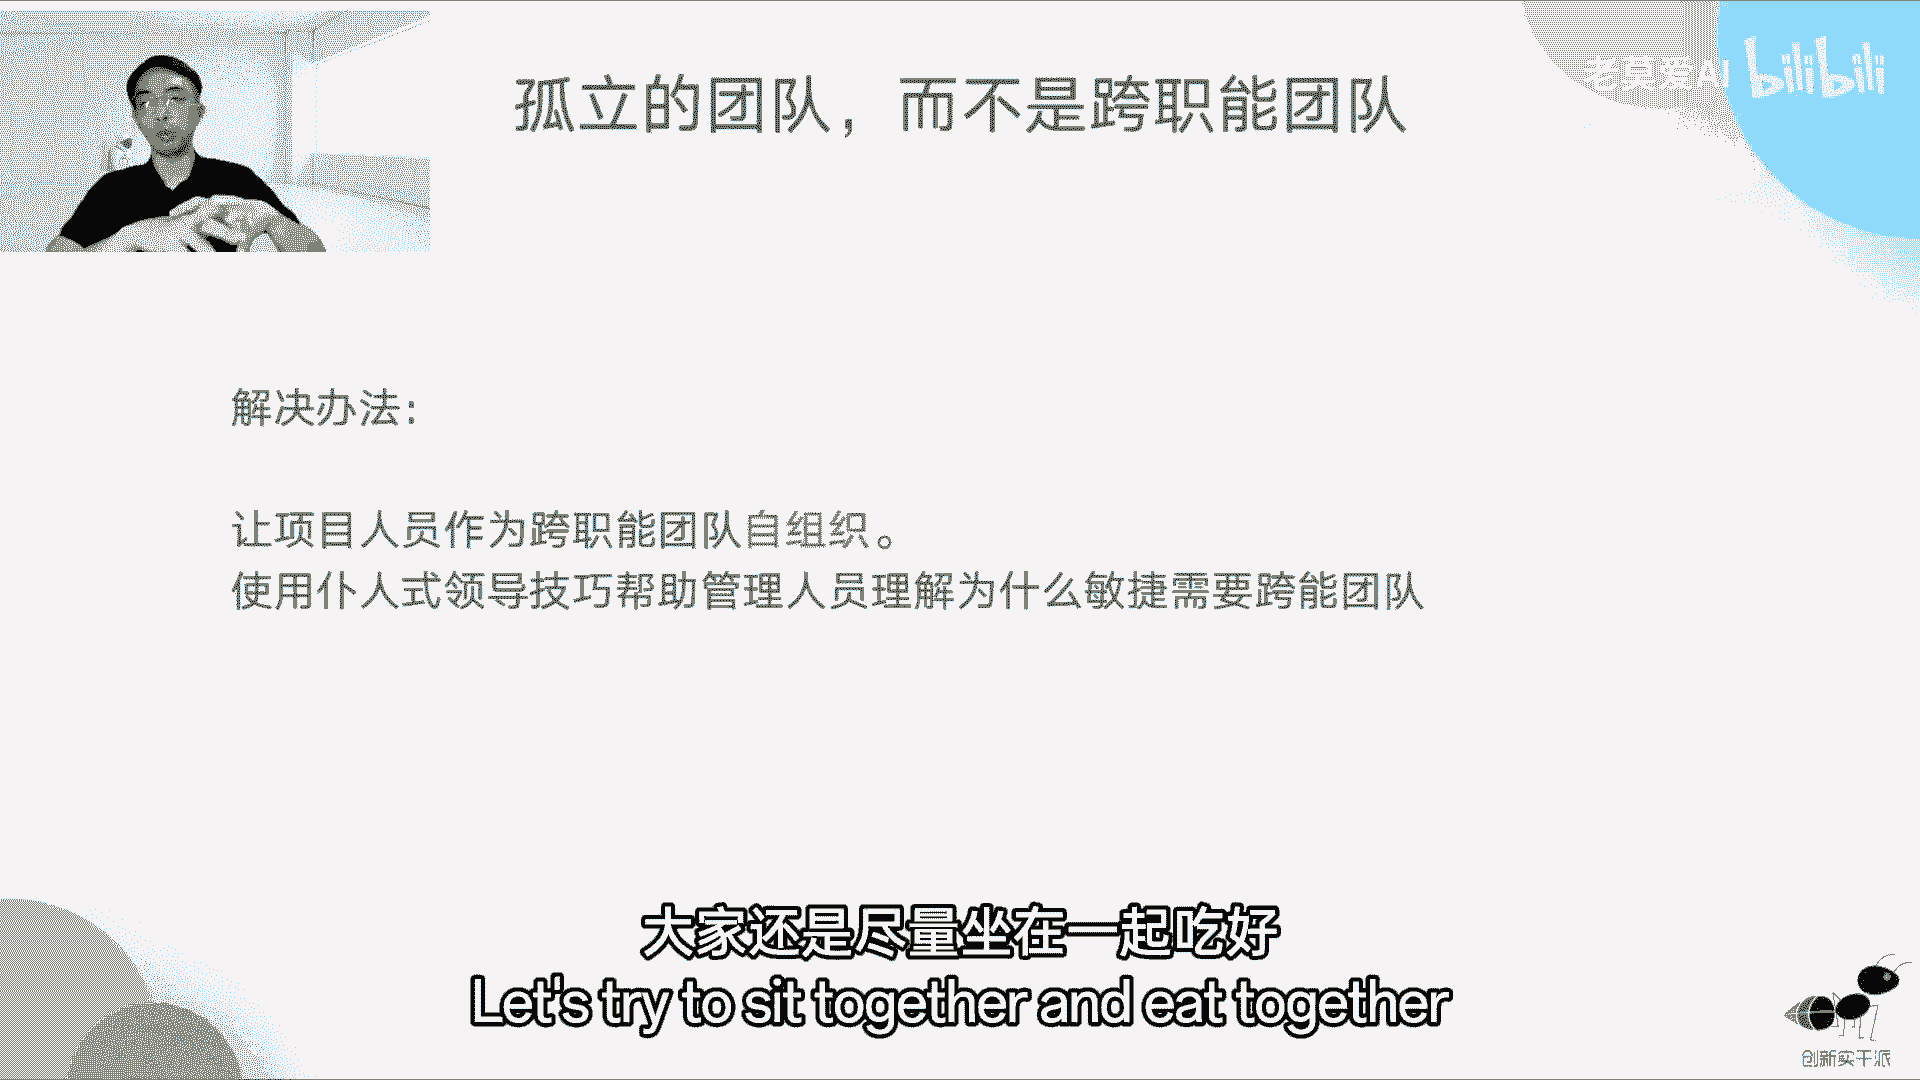 孤立的团队，而不是跨职能团队
老莫爱AI bilibili
解决办法：
让项目人员作为跨职能团队自组织。
使用仆人式领导技巧帮助管理人员理解为什么敏捷需要跨能团队
大家还是尽量坐在一起吃好
Let's try to sit together and eat together
创新实干派